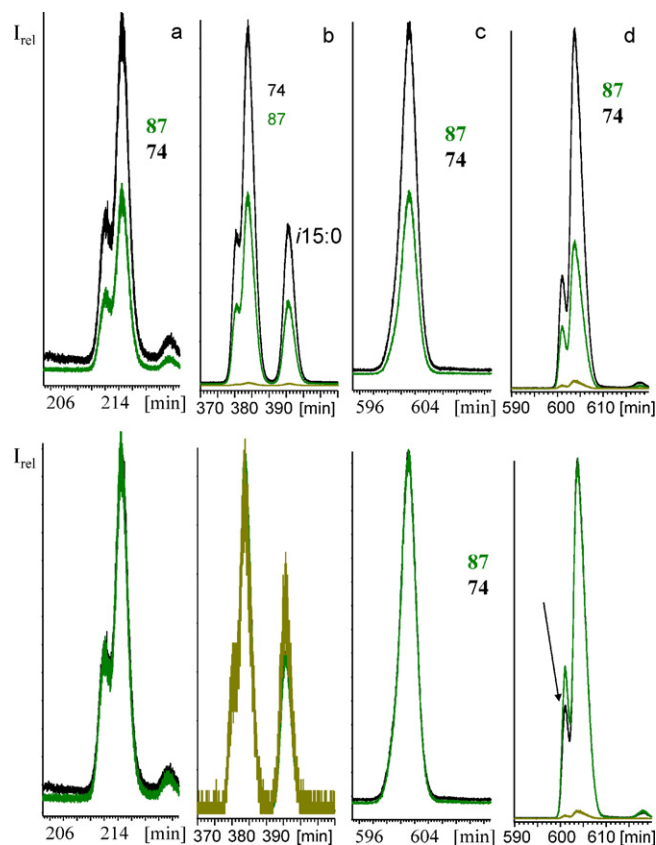 I_rel a b c d
74
87 87 87 87
74 74 74
i15:0
206 214 [min] 370 380 390 [min] 596 604 [min] 590 600 610 [min]
I_rel
87
74
206 214 [min] 370 380 390 [min] 596 604 [min] 590 600 610 [min]